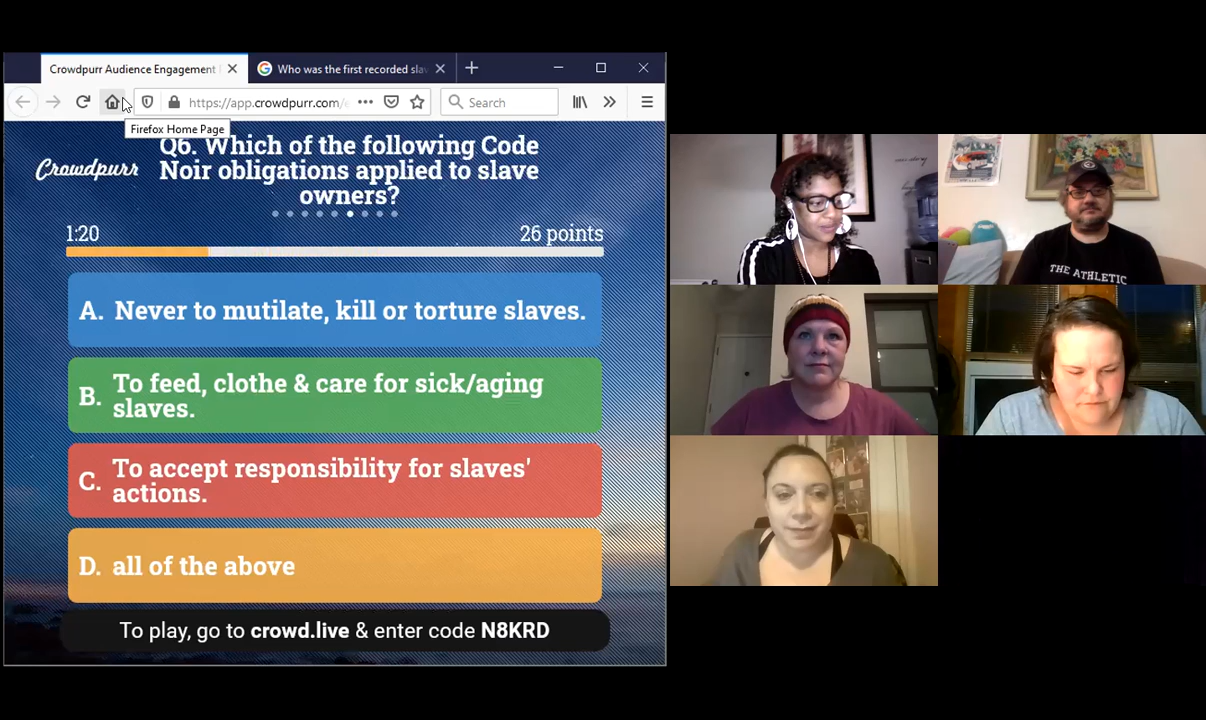 Crowdpurr Audience Engagement
Who was the first recorded sla
https://app.crowdpurr.com/
Search
Firefox Home Page
Crowdpurr
Q6. Which of the following Code
Noir obligations applied to slave
owners?
1:20
26 points
A. Never to mutilate, kill or torture slaves.
B. To feed, clothe & care for sick/aging
slaves.
C. To accept responsibility for slaves'
actions.
D. all of the above
To play, go to crowd.live & enter code N8KRD
THE ATHLETIC